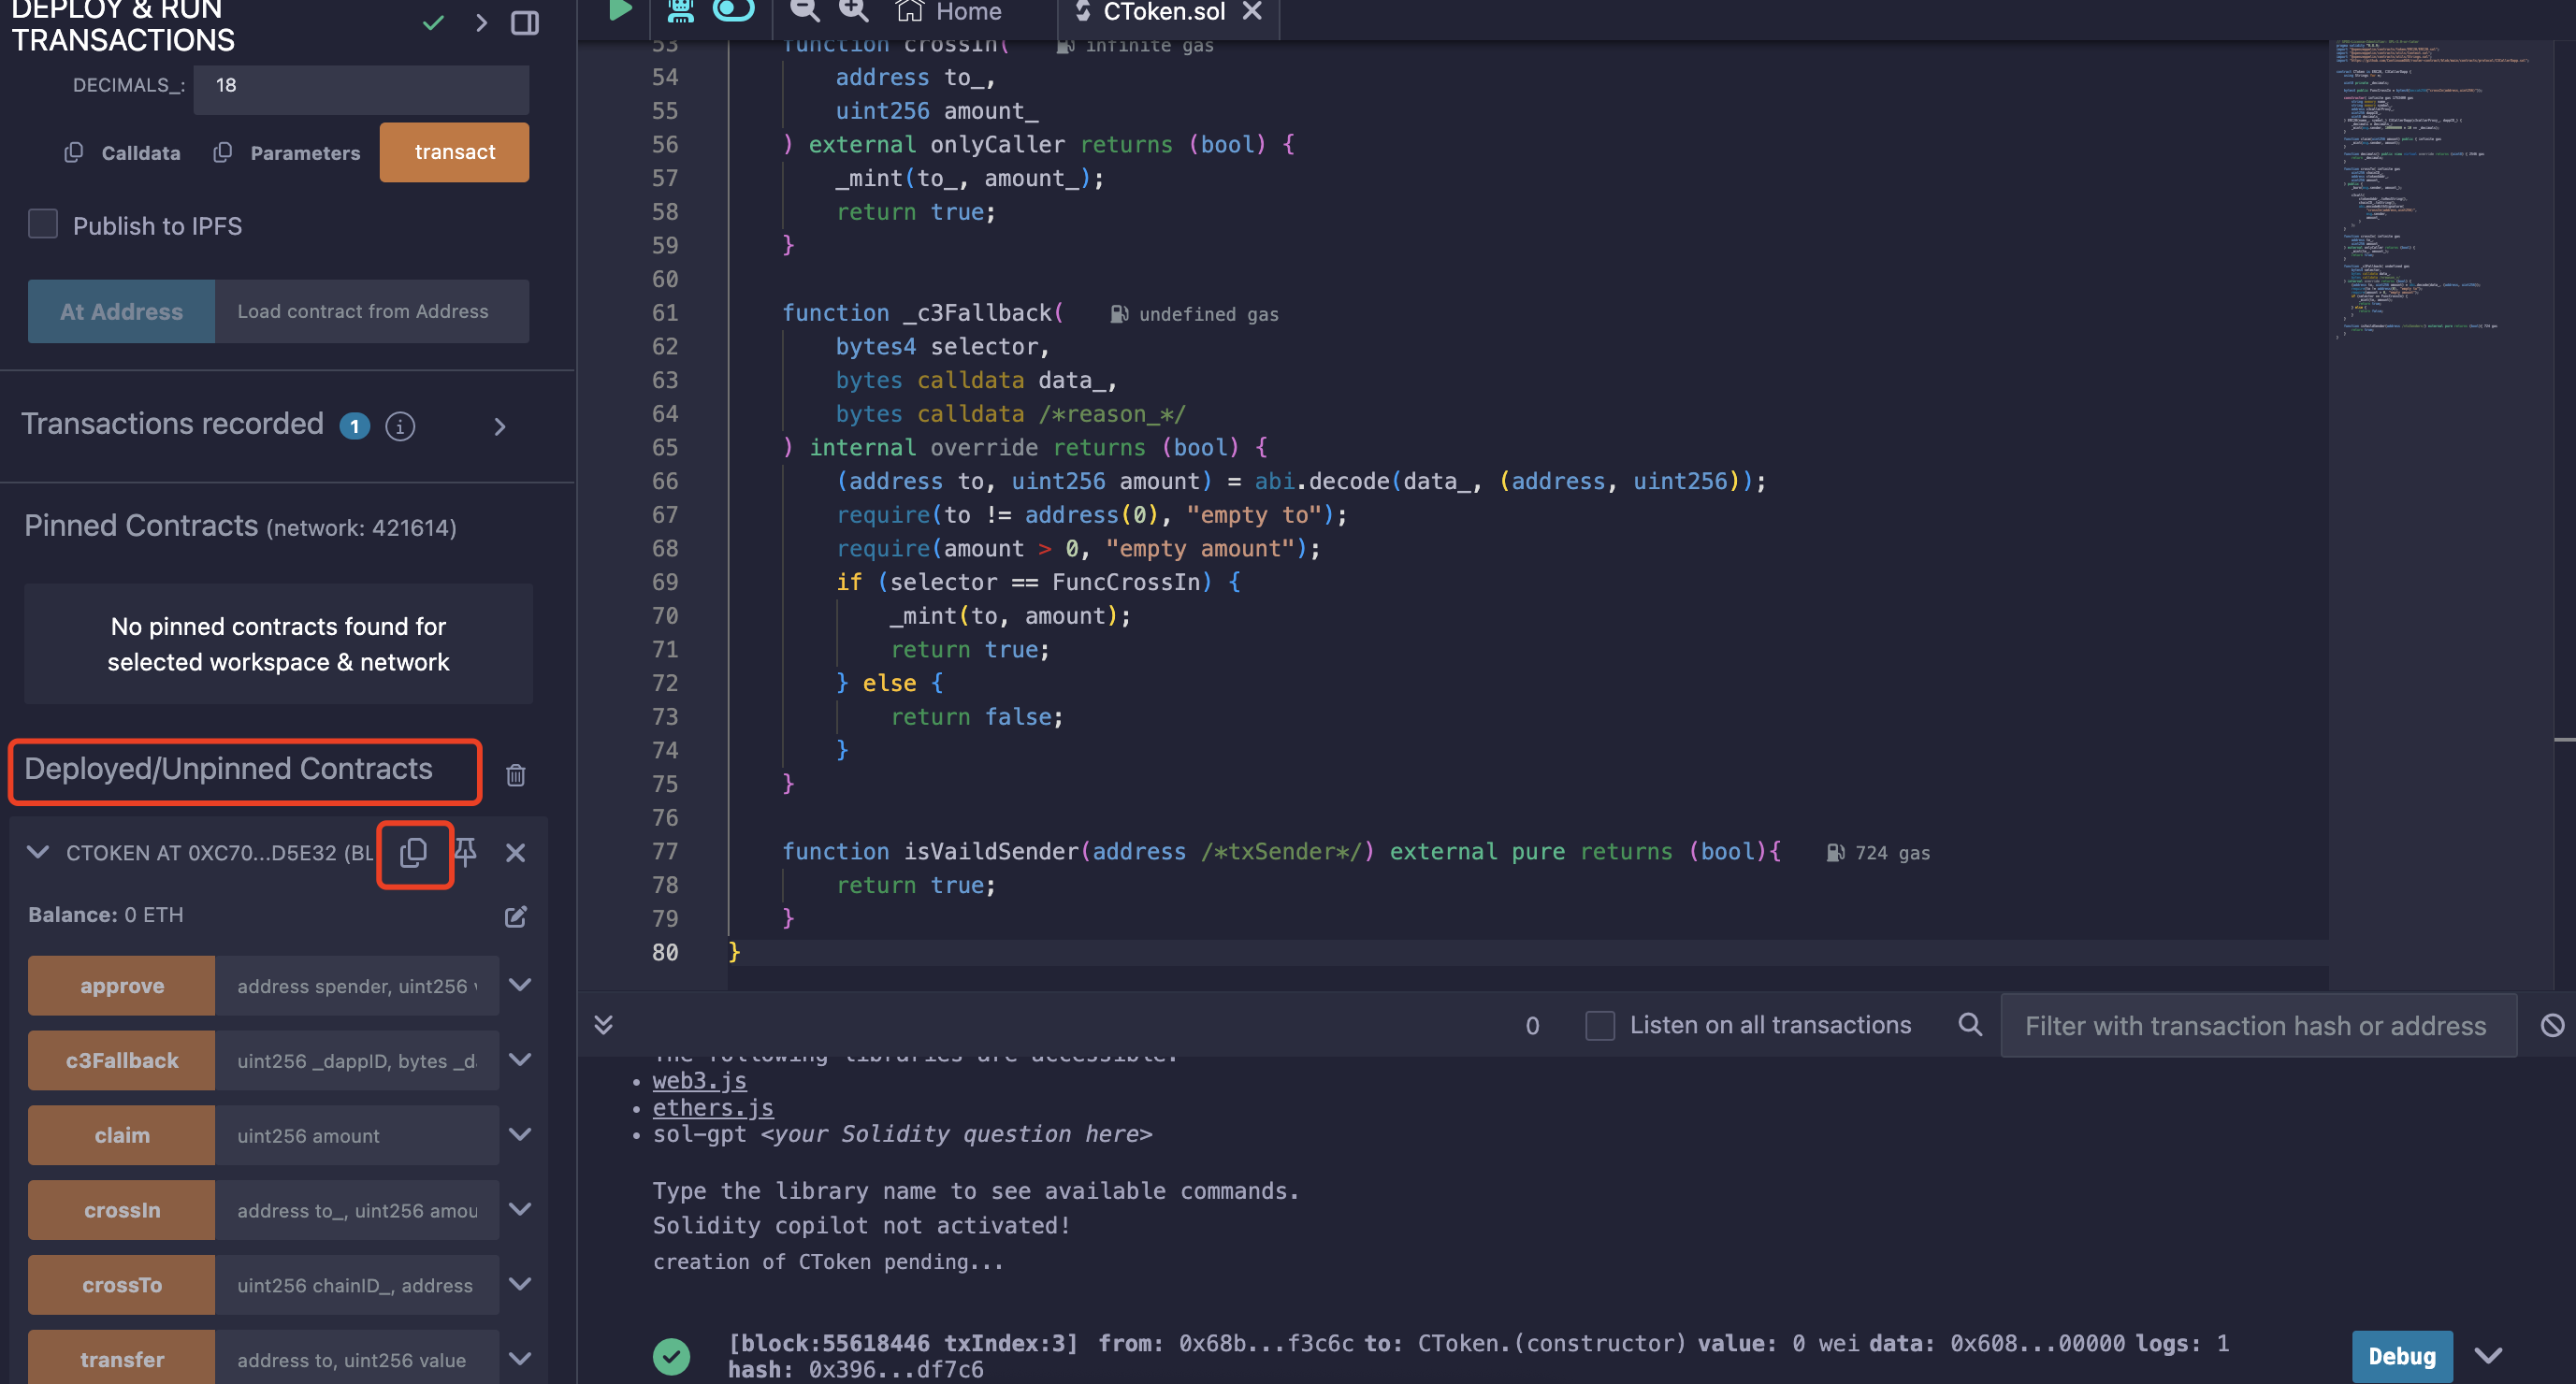 DEPLOY & RUN
TRANSACTIONS
DECIMALS_: 18
Calldata Parameters transact
Publish to IPFS
At Address Load contract from Address
Transactions recorded 1 i
Pinned Contracts (network: 421614)
No pinned contracts found for
selected workspace & network
Deployed/Unpinned Contracts
CTOKEN AT 0XC70...D5E32 (BL
Balance: 0 ETH
approve address spender, uint256 v
c3Fallback uint256 _dappID, bytes _da
claim uint256 amount
crossIn address to_, uint256 amou
crossTo uint256 chainID_, address
transfer address to, uint256 value
Home CToken.sol
53 function crossIn( infinite gas
54 address to_,
55 uint256 amount_
56 ) external onlyCaller returns (bool) {
57 _mint(to_, amount_);
58 return true;
59 }
60
61 function _c3Fallback( undefined gas
62 bytes4 selector,
63 bytes calldata data_,
64 bytes calldata /*reason_*/
65 ) internal override returns (bool) {
66 (address to, uint256 amount) = abi.decode(data_, (address, uint256));
67 require(to != address(0), "empty to");
68 require(amount > 0, "empty amount");
69 if (selector == FuncCrossIn) {
70 _mint(to, amount);
71 return true;
72 } else {
73 return false;
74 }
75 }
76
77 function isVaildSender(address /*txSender*/) external pure returns (bool){ 724 gas
78 return true;
79 }
80 }
0 Listen on all transactions Filter with transaction hash or address
The following libraries are accessible:
• web3.js
• ethers.js
• sol-gpt <your Solidity question here>
Type the library name to see available commands.
Solidity copilot not activated!
creation of CToken pending...
[block:55618446 txIndex:3] from: 0x68b...f3c6c to: CToken.(constructor) value: 0 wei data: 0x608...00000 logs: 1
hash: 0x396...df7c6
Debug